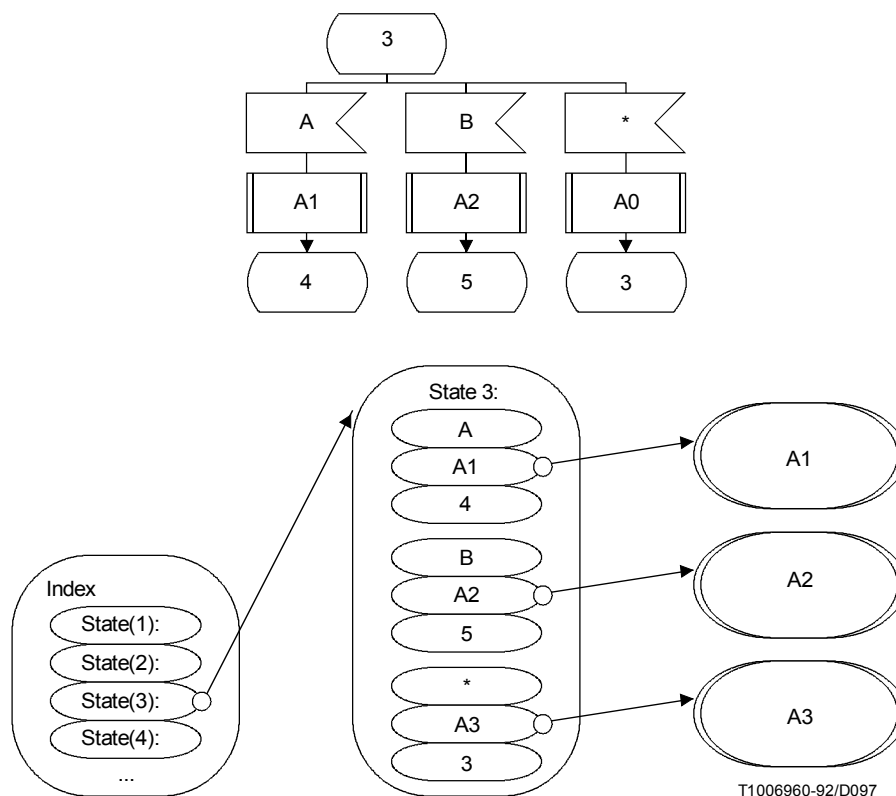 3
A
B
*
A1
A2
A0
4
5
3
State 3:
A
A1
4
B
A2
5
*
A3
3
A1
A2
A3
Index
State(1):
State(2):
State(3):
State(4):
...
T1006960-92/D097